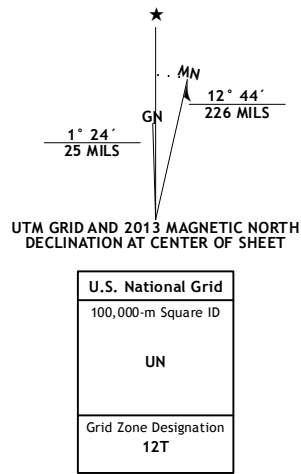 ★
MN
GN
12° 44´
226 MILS
1° 24´
25 MILS
UTM GRID AND 2013 MAGNETIC NORTH
DECLINATION AT CENTER OF SHEET
U.S. National Grid
100,000-m Square ID
UN
Grid Zone Designation
12T